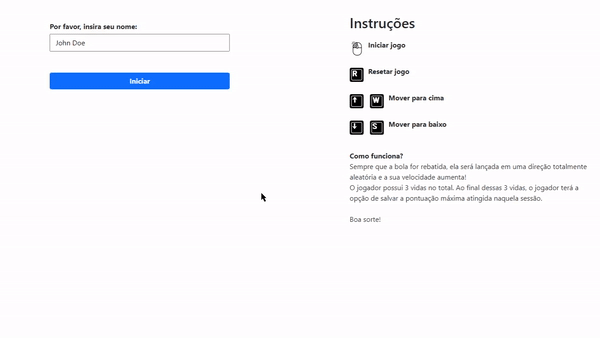 Por favor, insira seu nome:
John Doe
Iniciar
Instruções
Iniciar jogo
R Resetar jogo
↑ W Mover para cima
↓ S Mover para baixo
Como funciona?
Sempre que a bola for rebatida, ela será lançada em uma direção totalmente
aleatória e a sua velocidade aumenta!
O jogador possui 3 vidas no total. Ao final dessas 3 vidas, o jogador terá a
opção de salvar a pontuação máxima atingida naquela sessão.
Boa sorte!